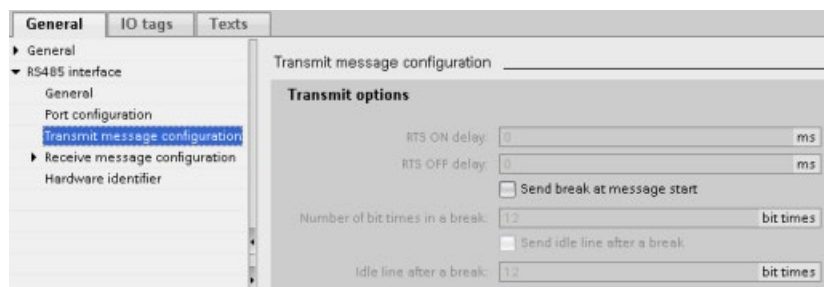 General IO tags Texts
General
RS485 interface
General
Port configuration
Transmit message configuration
Receive message configuration
Hardware identifier
Transmit message configuration
Transmit options
RTS ON delay: 0 ms
RTS OFF delay: 0 ms
Send break at message start
Number of bit times in a break: 12 bit times
Send idle line after a break
Idle line after a break: 12 bit times